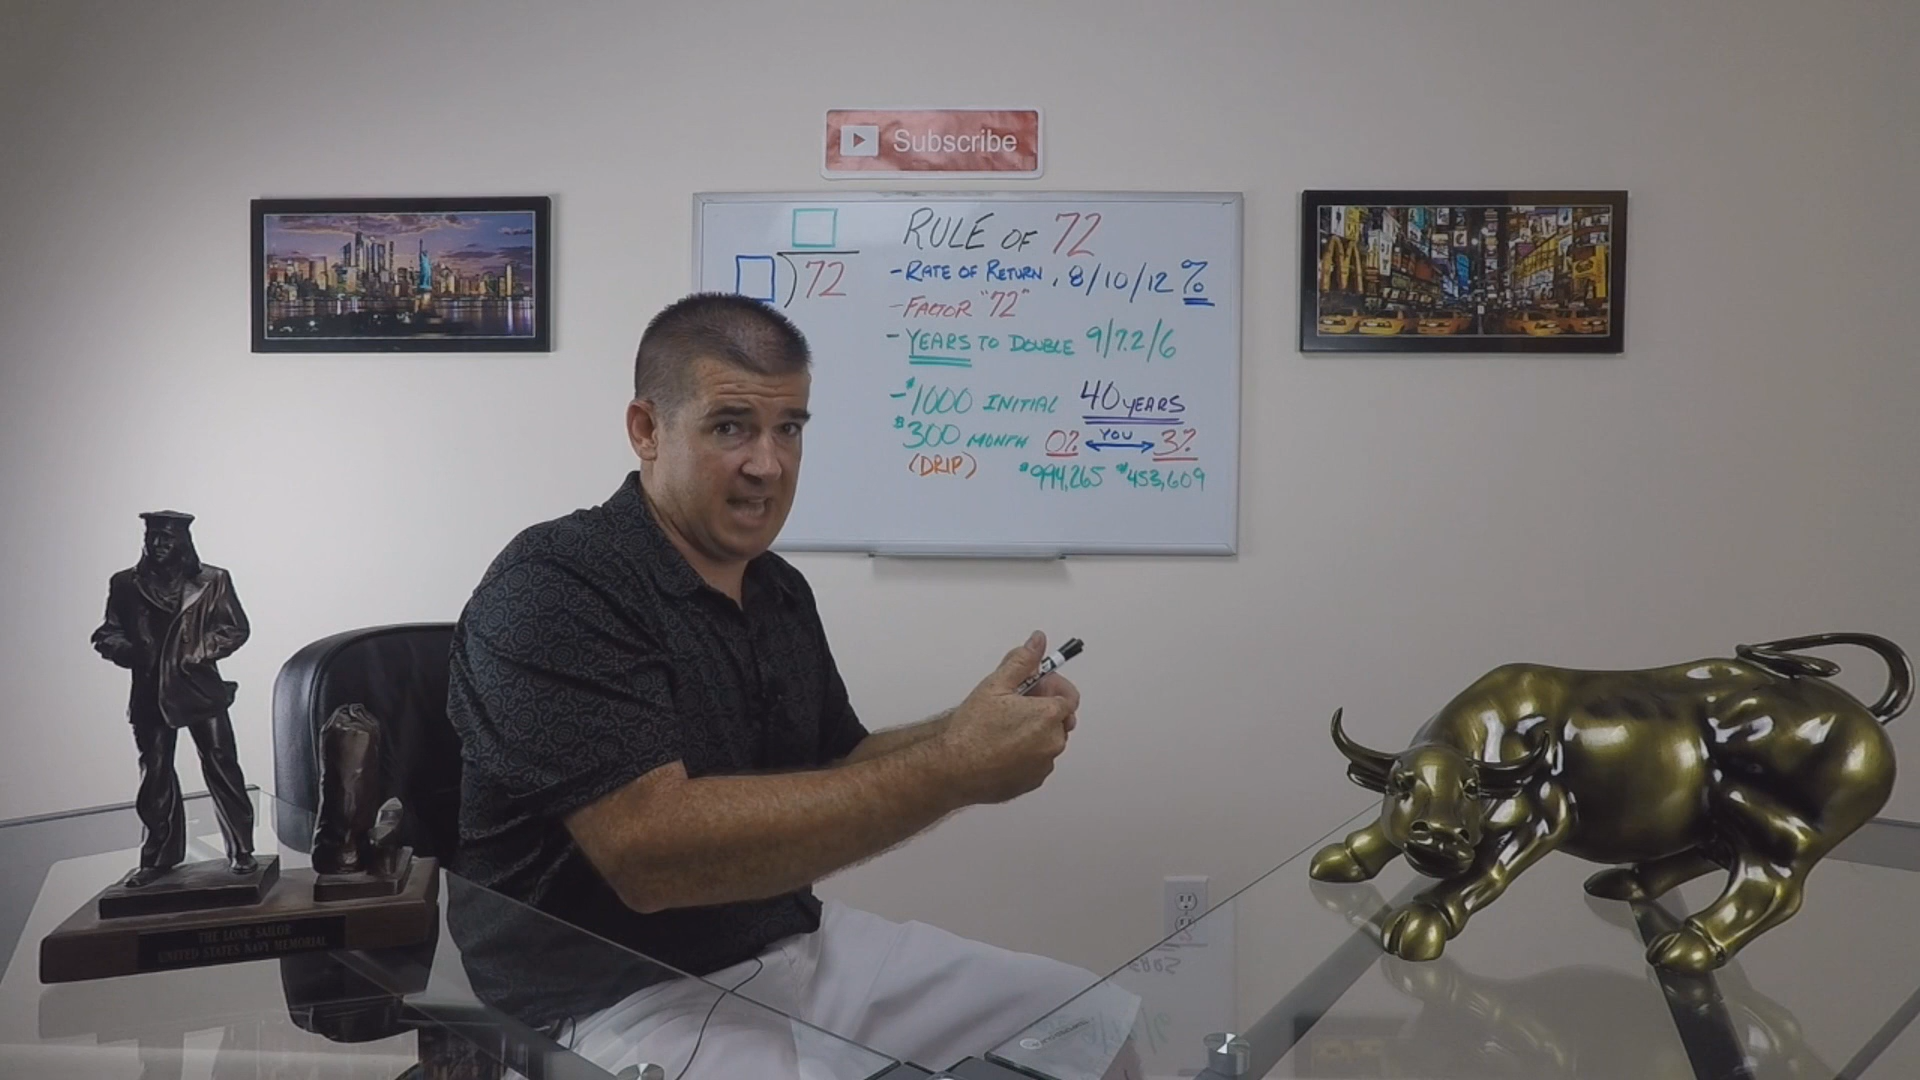 Subscribe
RULE OF 72
72
- RATE OF RETURN, 8/10/12 %
- FACTOR "72"
- YEARS TO DOUBLE 9/7.2/6
- $1000 INITIAL 40 YEARS
$300 MONTH 0% YOU 3%
(DRIP) $994,265 $453,609
THE LONE SAILOR
UNITED STATES NAVY MEMORIAL